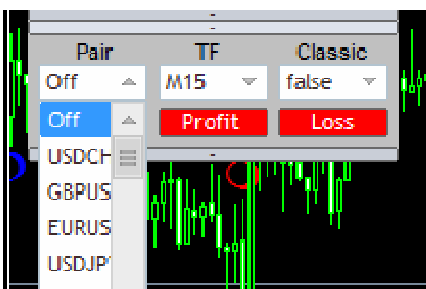 Pair TF Classic
Off M15 false
Off Profit Loss
USDCH
GBPUS
EURUS
USDJP